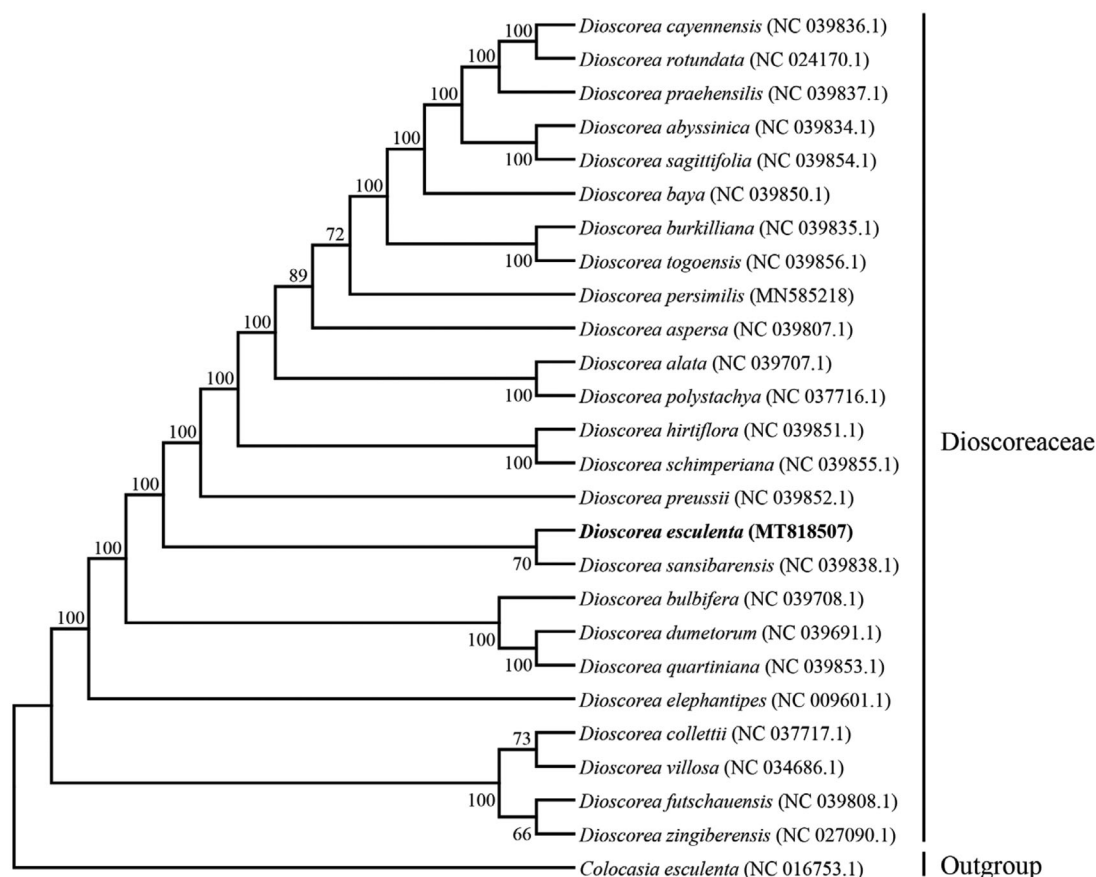 100
Dioscorea cayennensis (NC 039836.1)
100
Dioscorea rotundata (NC 024170.1)
100
Dioscorea praehensilis (NC 039837.1)
100
Dioscorea abyssinica (NC 039834.1)
100
Dioscorea sagittifolia (NC 039854.1)
100
Dioscorea baya (NC 039850.1)
72
Dioscorea burkilliana (NC 039835.1)
100
Dioscorea togoensis (NC 039856.1)
89
Dioscorea persimilis (MN585218)
100
Dioscorea aspersa (NC 039807.1)
Dioscorea alata (NC 039707.1)
100
100
Dioscorea polystachya (NC 037716.1)
100
Dioscorea hirtiflora (NC 039851.1)
Dioscoreaceae
100
Dioscorea schimperiana (NC 039855.1)
100
Dioscorea preussii (NC 039852.1)
Dioscorea esculenta (MT818507)
100
70
Dioscorea sansibarensis (NC 039838.1)
Dioscorea bulbifera (NC 039708.1)
100
100
Dioscorea dumetorum (NC 039691.1)
100
Dioscorea quartiniana (NC 039853.1)
Dioscorea elephantipes (NC 009601.1)
73
Dioscorea collettii (NC 037717.1)
Dioscorea villosa (NC 034686.1)
100
Dioscorea futschauensis (NC 039808.1)
66
Dioscorea zingiberensis (NC 027090.1)
Colocasia esculenta (NC 016753.1)
Outgroup